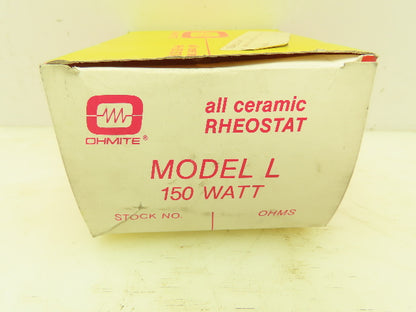 OHMITE®
all ceramic
RHEOSTAT
MODEL L
150 WATT
STOCK NO. OHMS